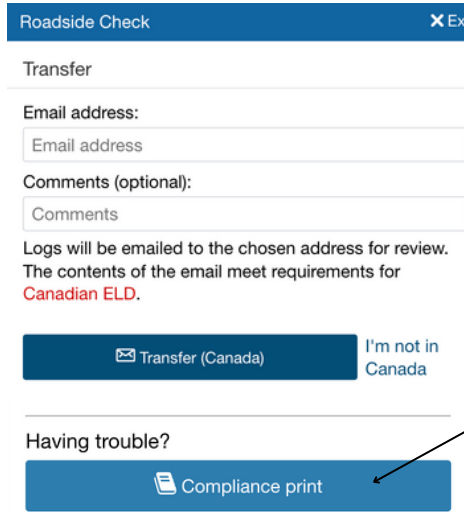 Roadside Check
✕ Ex
Transfer
Email address:
Email address
Comments (optional):
Comments
Logs will be emailed to the chosen address for review.
The contents of the email meet requirements for
Canadian ELD.
Transfer (Canada)
I'm not in
Canada
Having trouble?
Compliance print